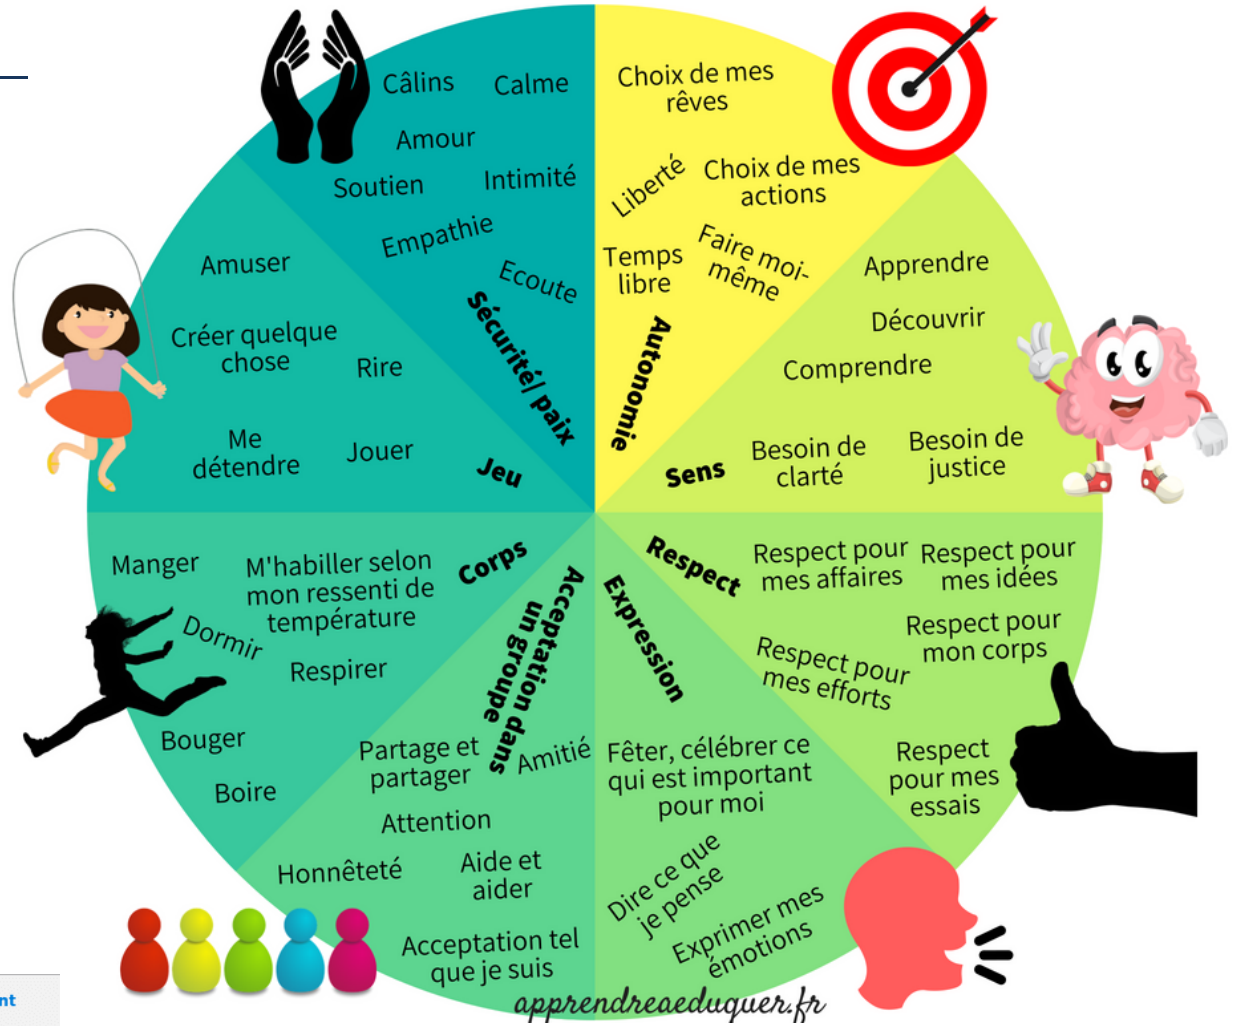 Câlins
Calme
Amour
Soutien
Intimité
Empathie
Ecoute
Sécurité/ paix
Choix de mes
rêves
Liberté
Choix de mes
actions
Temps
libre
Faire moi-
même
Autonomie
Apprendre
Découvrir
Comprendre
Besoin de
clarté
Besoin de
justice
Sens
Respect
Respect pour
mes affaires
Respect pour
mes idées
Respect pour
mon corps
Respect pour
mes efforts
Respect
pour mes
essais
Expression
Fêter, célébrer ce
qui est important
pour moi
Dire ce que
je pense
Exprimer mes
émotions
Acceptation dans
un groupe
Partage et
partager
Amitié
Attention
Honnêteté
Aide et
aider
Acceptation tel
que je suis
Corps
Manger
M'habiller selon
mon ressenti de
température
Dormir
Respirer
Bouger
Boire
Jeu
Amuser
Créer quelque
chose
Rire
Me
détendre
Jouer
apprendreaeduquer.fr
nt